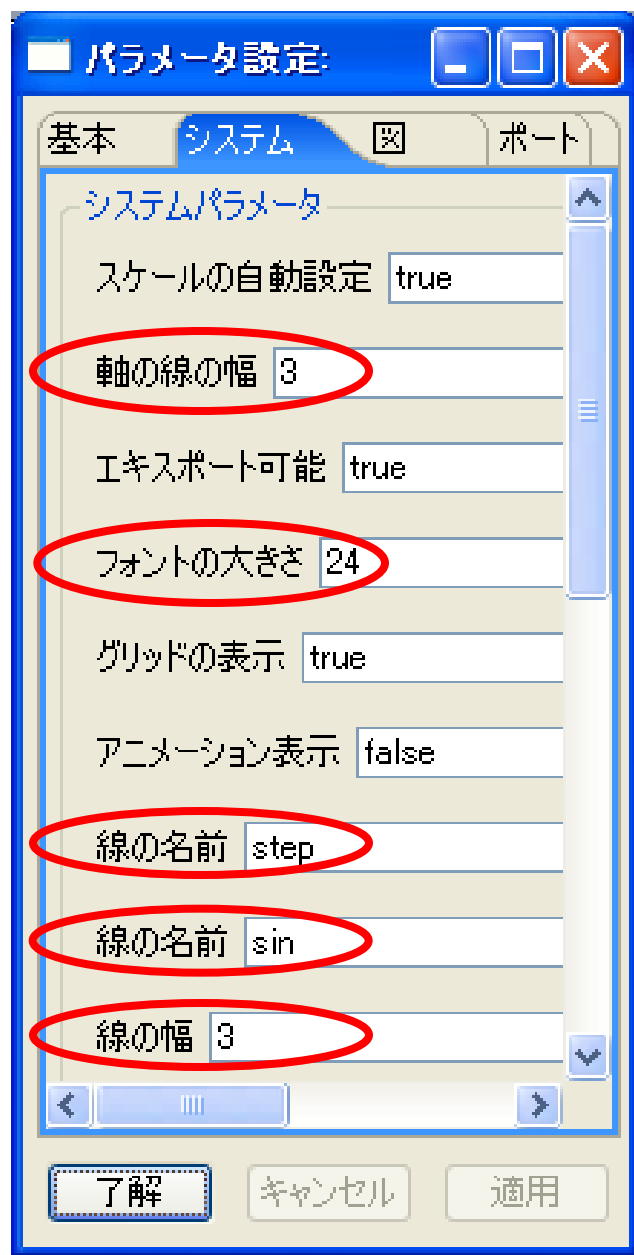 パラメータ設定:
基本 システム 図 ポート
システムパラメータ
スケールの自動設定 true
軸の線の幅 3
エキスポート可能 true
フォントの大きさ 24
グリッドの表示 true
アニメーション表示 false
線の名前 step
線の名前 sin
線の幅 3
了解 キャンセル 適用